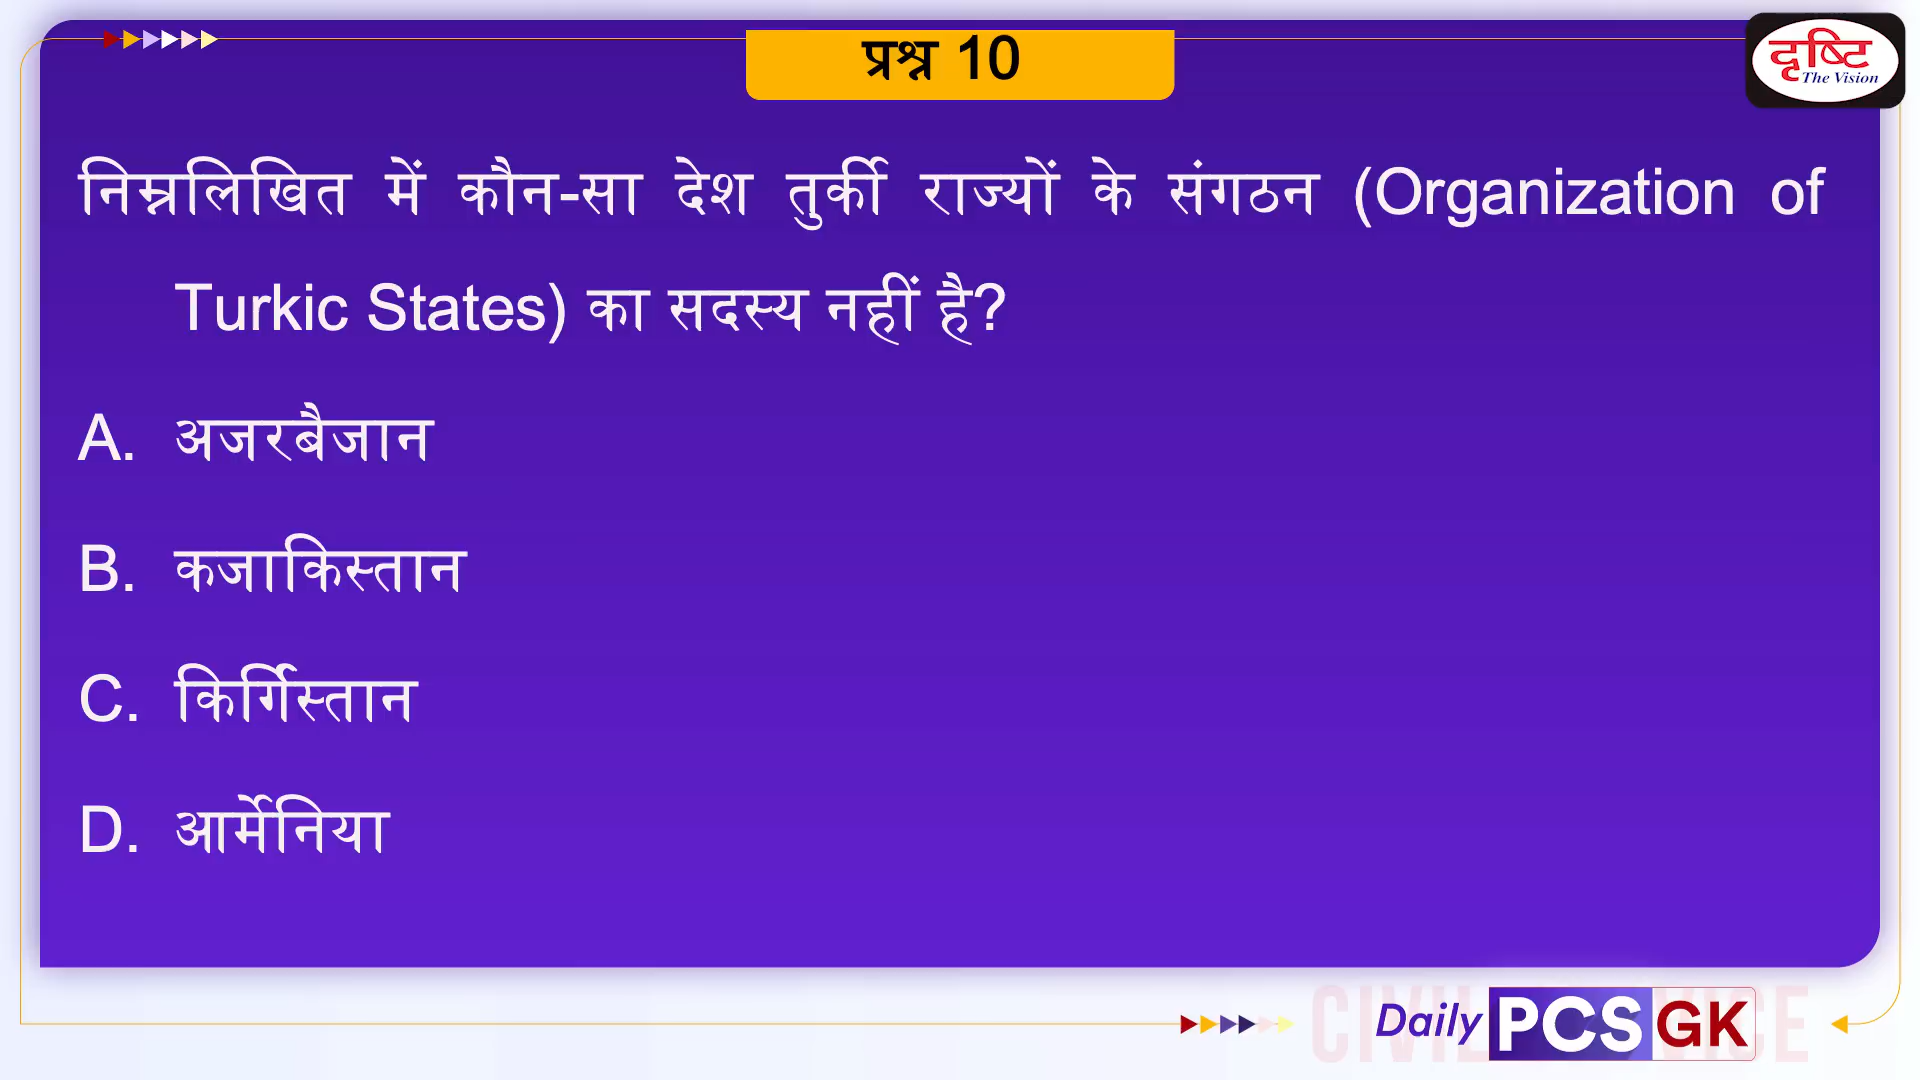 प्रश्न 10
दृष्टि
The Vision
निम्नलिखित में कौन-सा देश तुर्की राज्यों के संगठन (Organization of
Turkic States) का सदस्य नहीं है?
A. अजरबैजान
B. कजाकिस्तान
C. किर्गिस्तान
D. आर्मेनिया
Daily PCS GK